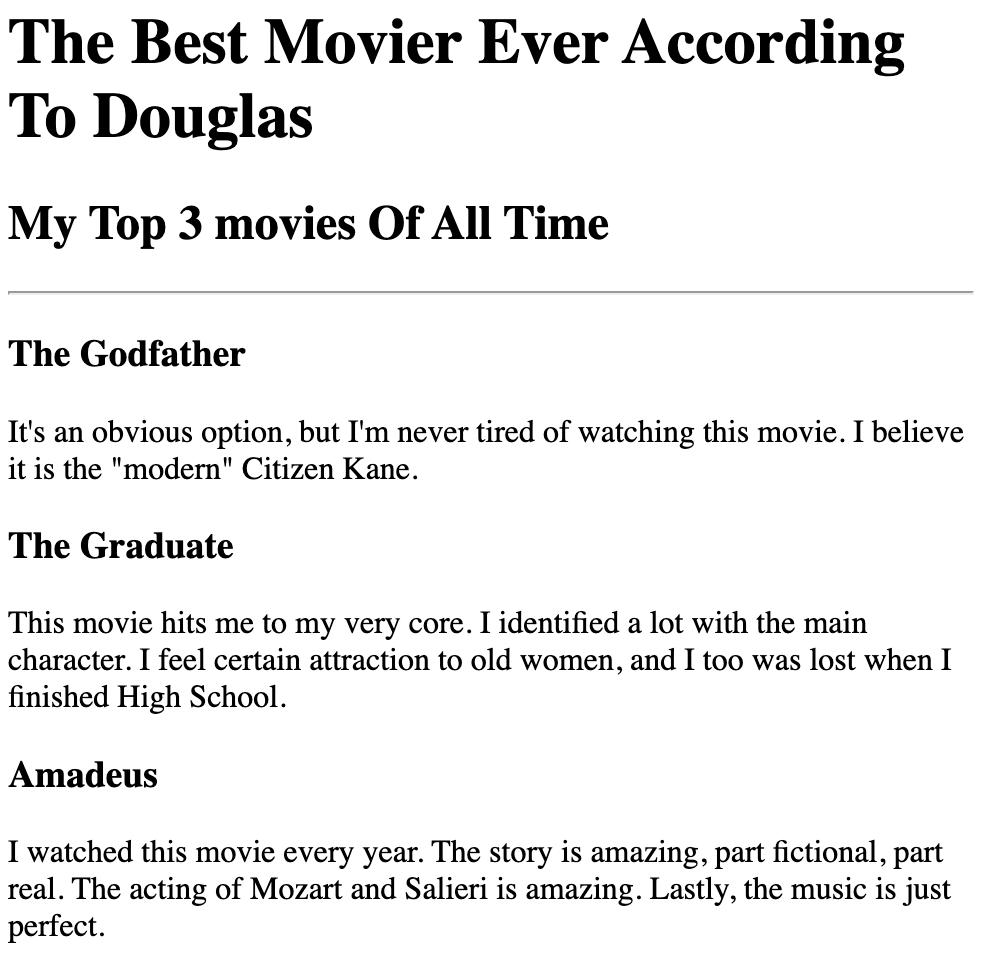 The Best Movier Ever According
To Douglas
My Top 3 movies Of All Time
The Godfather
It's an obvious option, but I'm never tired of watching this movie. I believe
it is the "modern" Citizen Kane.
The Graduate
This movie hits me to my very core. I identified a lot with the main
character. I feel certain attraction to old women, and I too was lost when I
finished High School.
Amadeus
I watched this movie every year. The story is amazing, part fictional, part
real. The acting of Mozart and Salieri is amazing. Lastly, the music is just
perfect.